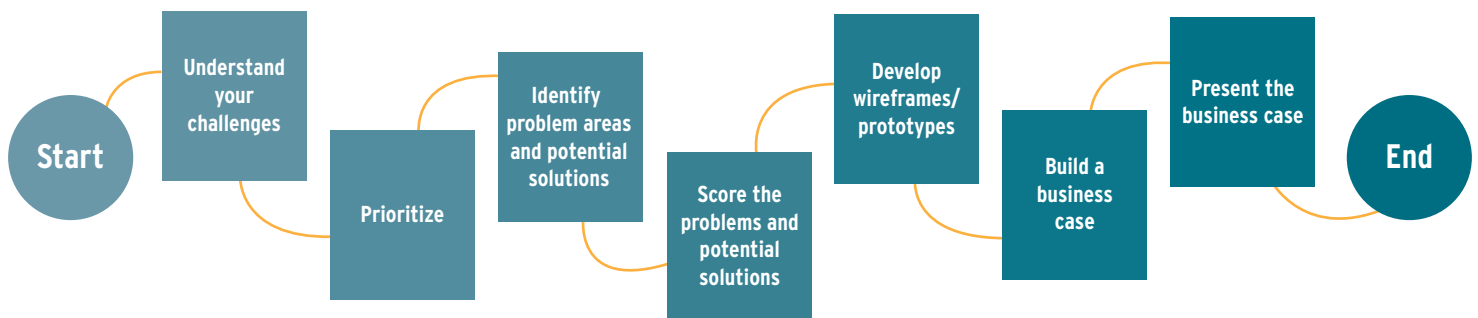 Start
Understand
your
challenges
Prioritize
Identify
problem areas
and potential
solutions
Score the
problems and
potential
solutions
Develop
wireframes/
prototypes
Build a
business
case
Present the
business case
End